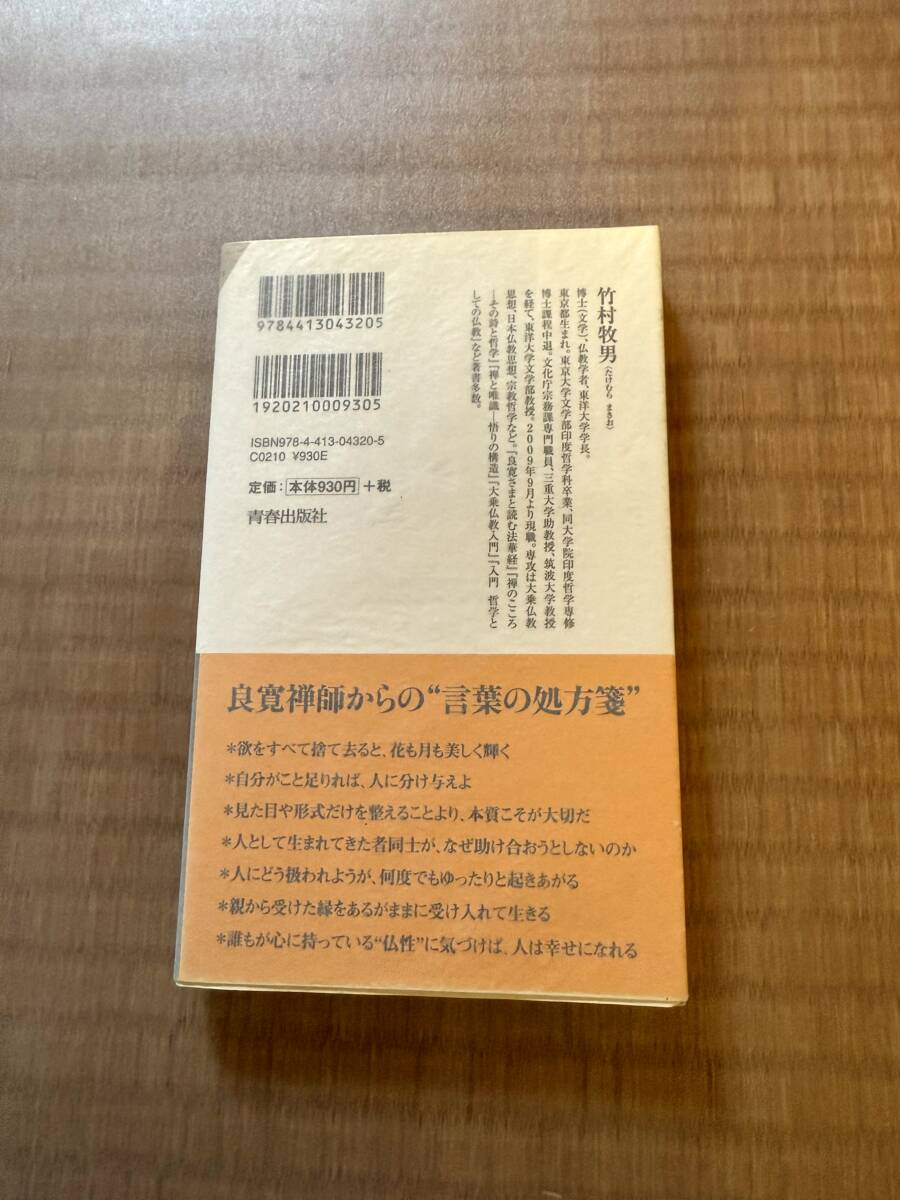 9784413043205
1920210009305
ISBN978-4-413-04320-5
C0210 ¥930E
定価：本体930円＋税
青春出版社
竹村牧男〈たけむら まきお〉
博士（文学）、仏教学者、東洋大学学長。
東京都生まれ。東京大学文学部印度哲学科卒業、同大学院印度哲学専修
博士課程中退。文化庁宗務課専門職員、三重大学助教授、筑波大学教授
を経て、東洋大学文学部教授。2009年9月より現職。専攻は大乗仏教
思想、日本仏教思想、宗教哲学など。『良寛さまと読む法華経』『禅のこころ
―その詩と哲学』『禅と唯識―悟りの構造』『大乗仏教入門』『入門 哲学と
しての仏教』など著書多数。
良寛禅師からの“言葉の処方箋”
＊欲をすべて捨て去ると、花も月も美しく輝く
＊自分がこと足りれば、人に分け与えよ
＊見た目や形式だけを整えることより、本質こそが大切だ
＊人として生まれてきた者同士が、なぜ助け合おうとしないのか
＊人にどう扱われようが、何度でもゆったりと起きあがる
＊親から受けた縁をあるがままに受け入れて生きる
＊誰もが心に持っている“仏性”に気づけば、人は幸せになれる